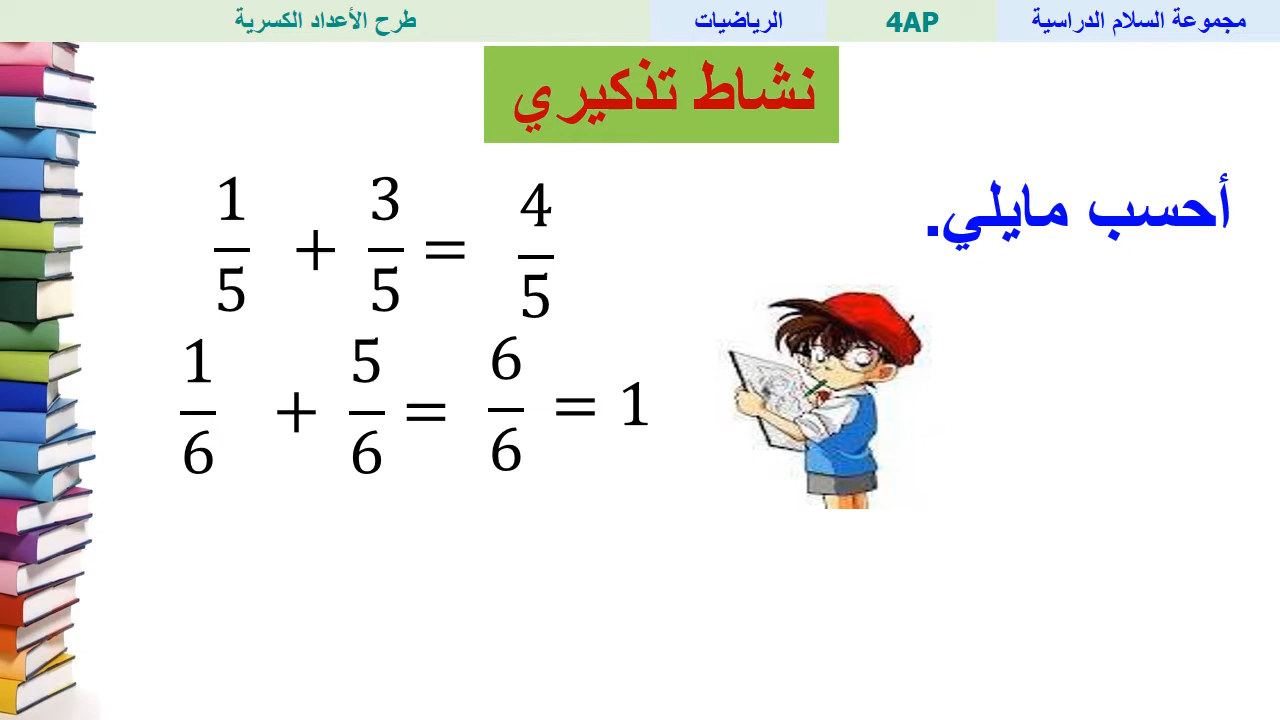 مجموعة السلام الدراسية 4AP الرياضيات طرح الأعداد الكسرية
نشاط تذكيري
أحسب مايلي.
1/5 + 3/5 = 4/5
1/6 + 5/6 = 6/6 = 1